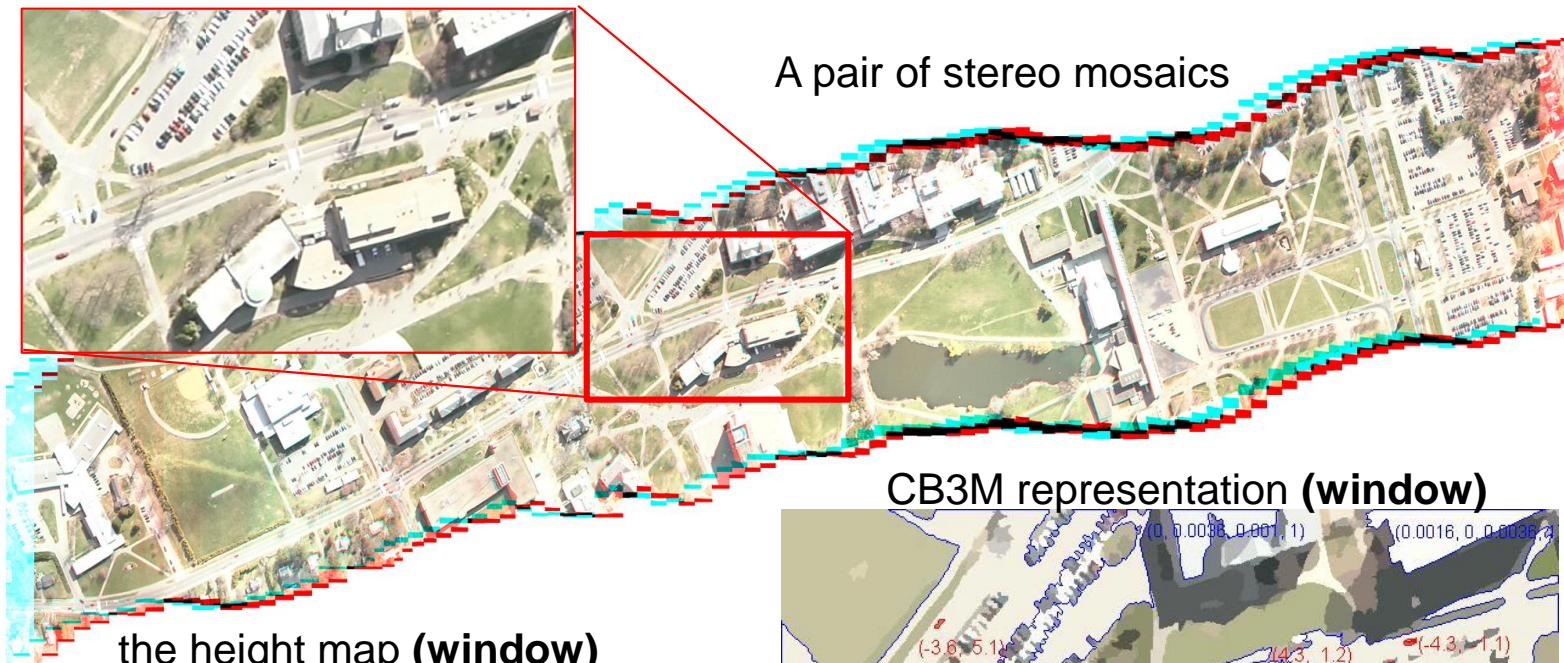 A pair of stereo mosaics
CB3M representation (window)
(0, 0.0036, 0.001, 1)
(0.0016, 0, 0.0036,
the height map (window)
(-3.6, 5.1)
(4.3, 1.2)
(-4.3, -1.1)